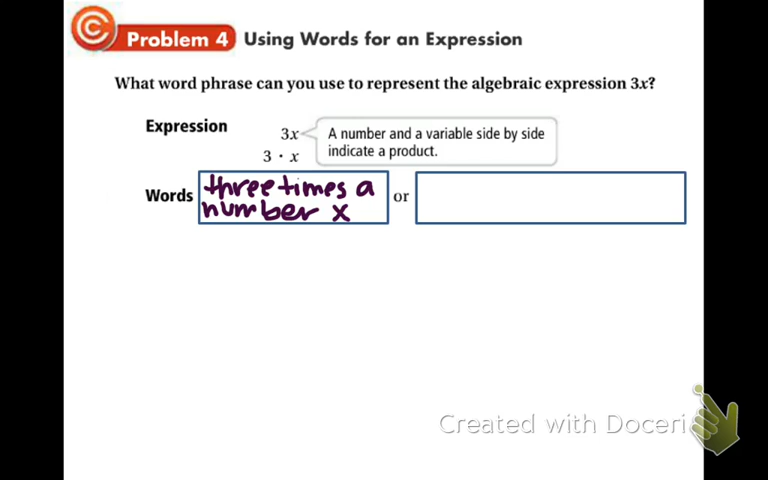 C Problem 4 Using Words for an Expression
What word phrase can you use to represent the algebraic expression 3x?
Expression 3x A number and a variable side by side
3 · x indicate a product.
Words three times a or
number x
Created with Doceri